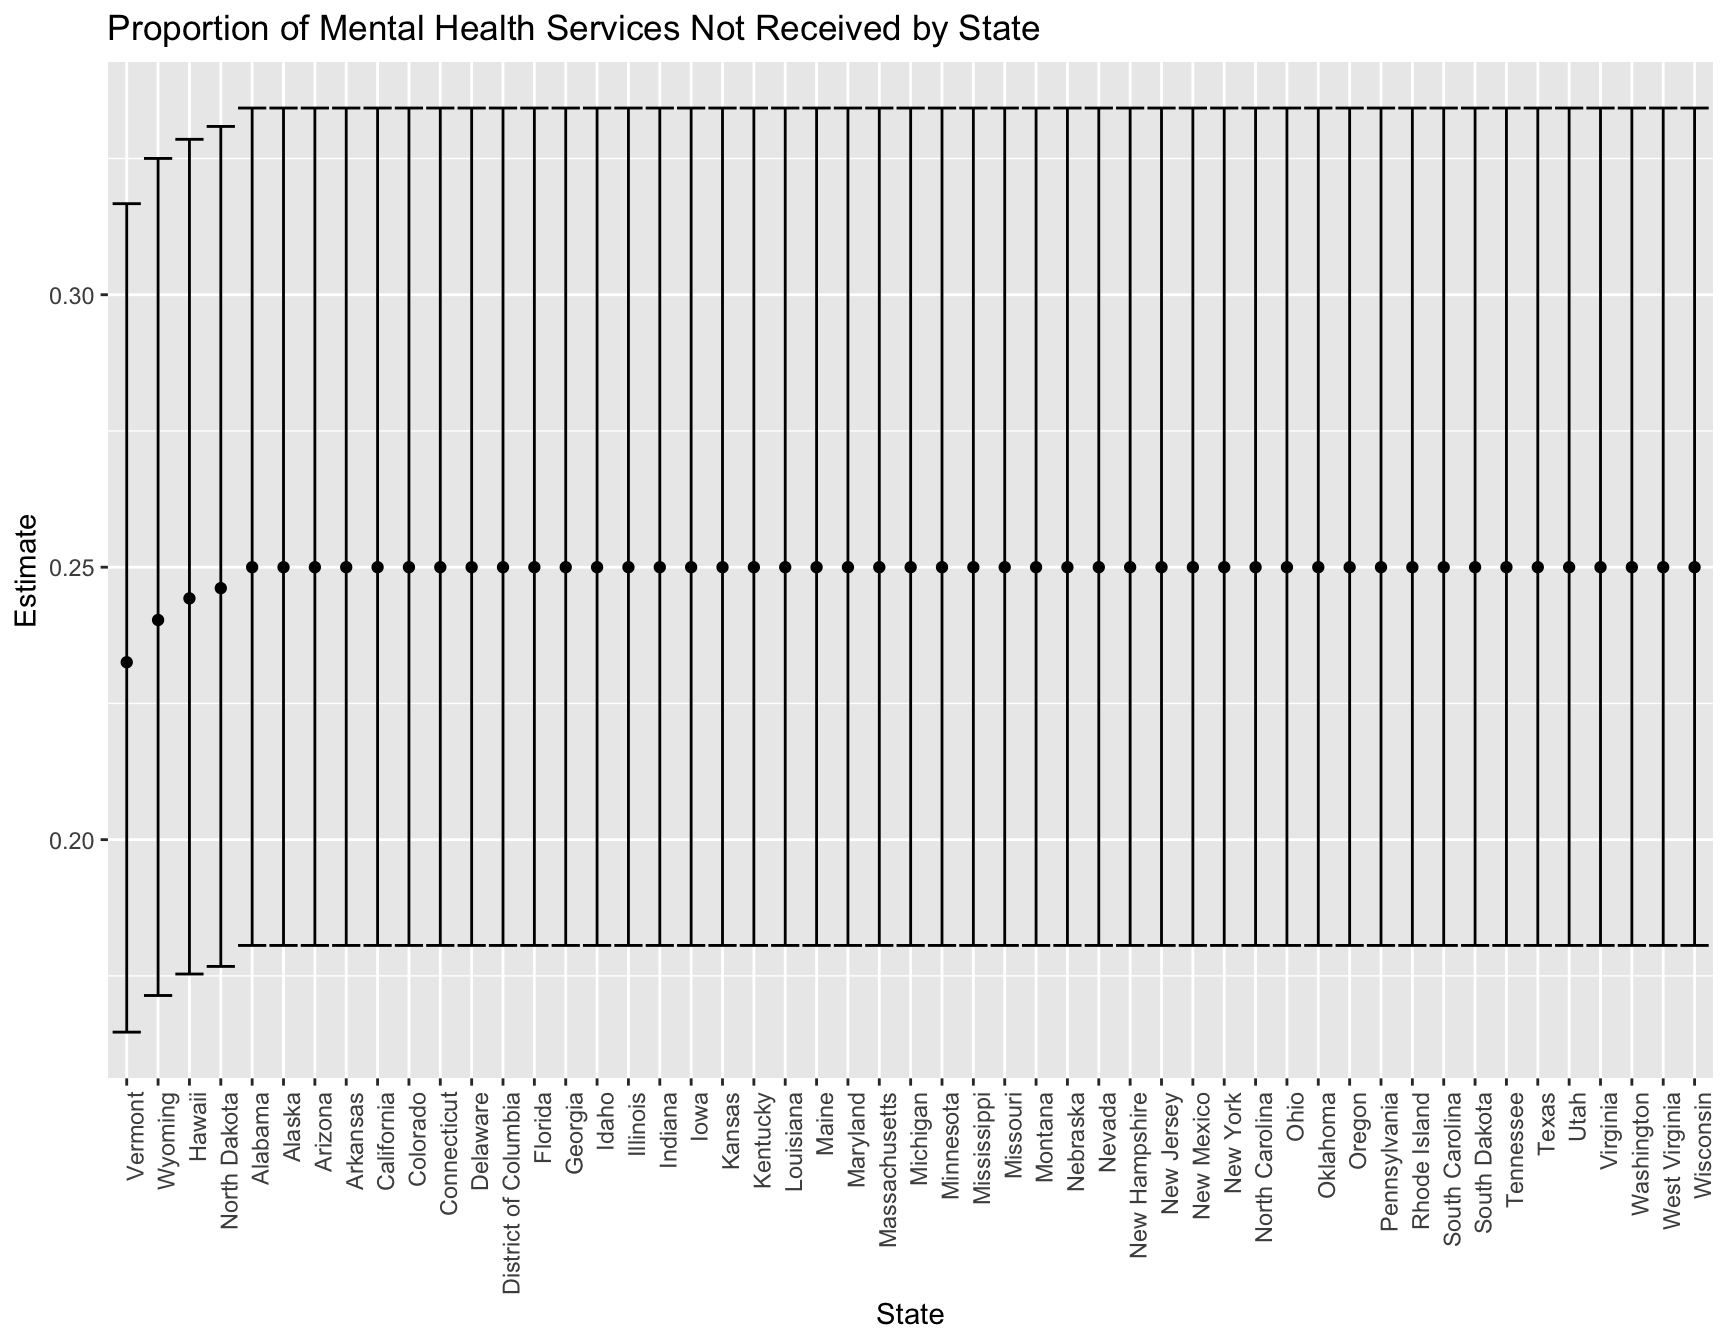 Proportion of Mental Health Services Not Received by State
Estimate
0.30
0.25
0.20
Vermont
Wyoming
Hawaii
North Dakota
Alabama
Alaska
Arizona
Arkansas
California
Colorado
Connecticut
Delaware
District of Columbia
Florida
Georgia
Idaho
Illinois
Indiana
Iowa
Kansas
Kentucky
Louisiana
Maine
Maryland
Massachusetts
Michigan
Minnesota
Mississippi
Missouri
Montana
Nebraska
Nevada
New Hampshire
New Jersey
New Mexico
New York
North Carolina
Ohio
Oklahoma
Oregon
Pennsylvania
Rhode Island
South Carolina
South Dakota
Tennessee
Texas
Utah
Virginia
Washington
West Virginia
Wisconsin
State